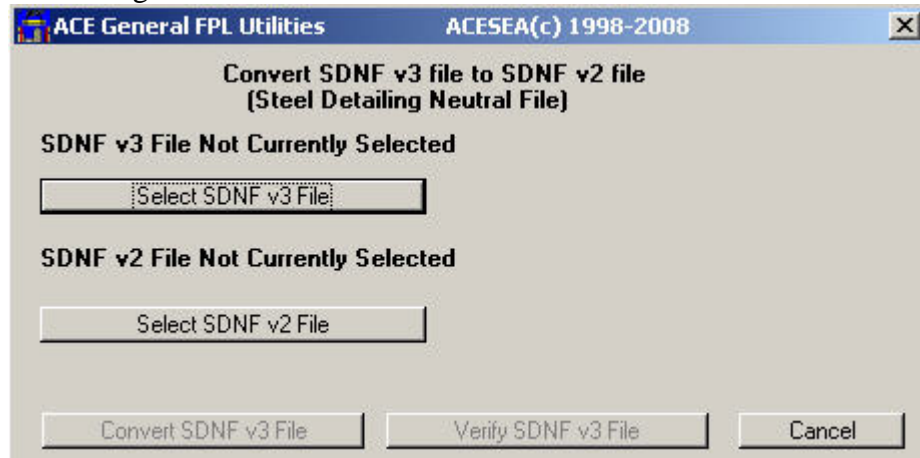 ACE General FPL Utilities ACESEA(c) 1998-2008
Convert SDNF v3 file to SDNF v2 file
(Steel Detailing Neutral File)
SDNF v3 File Not Currently Selected
Select SDNF v3 File
SDNF v2 File Not Currently Selected
Select SDNF v2 File
Convert SDNF v3 File Verify SDNF v3 File Cancel